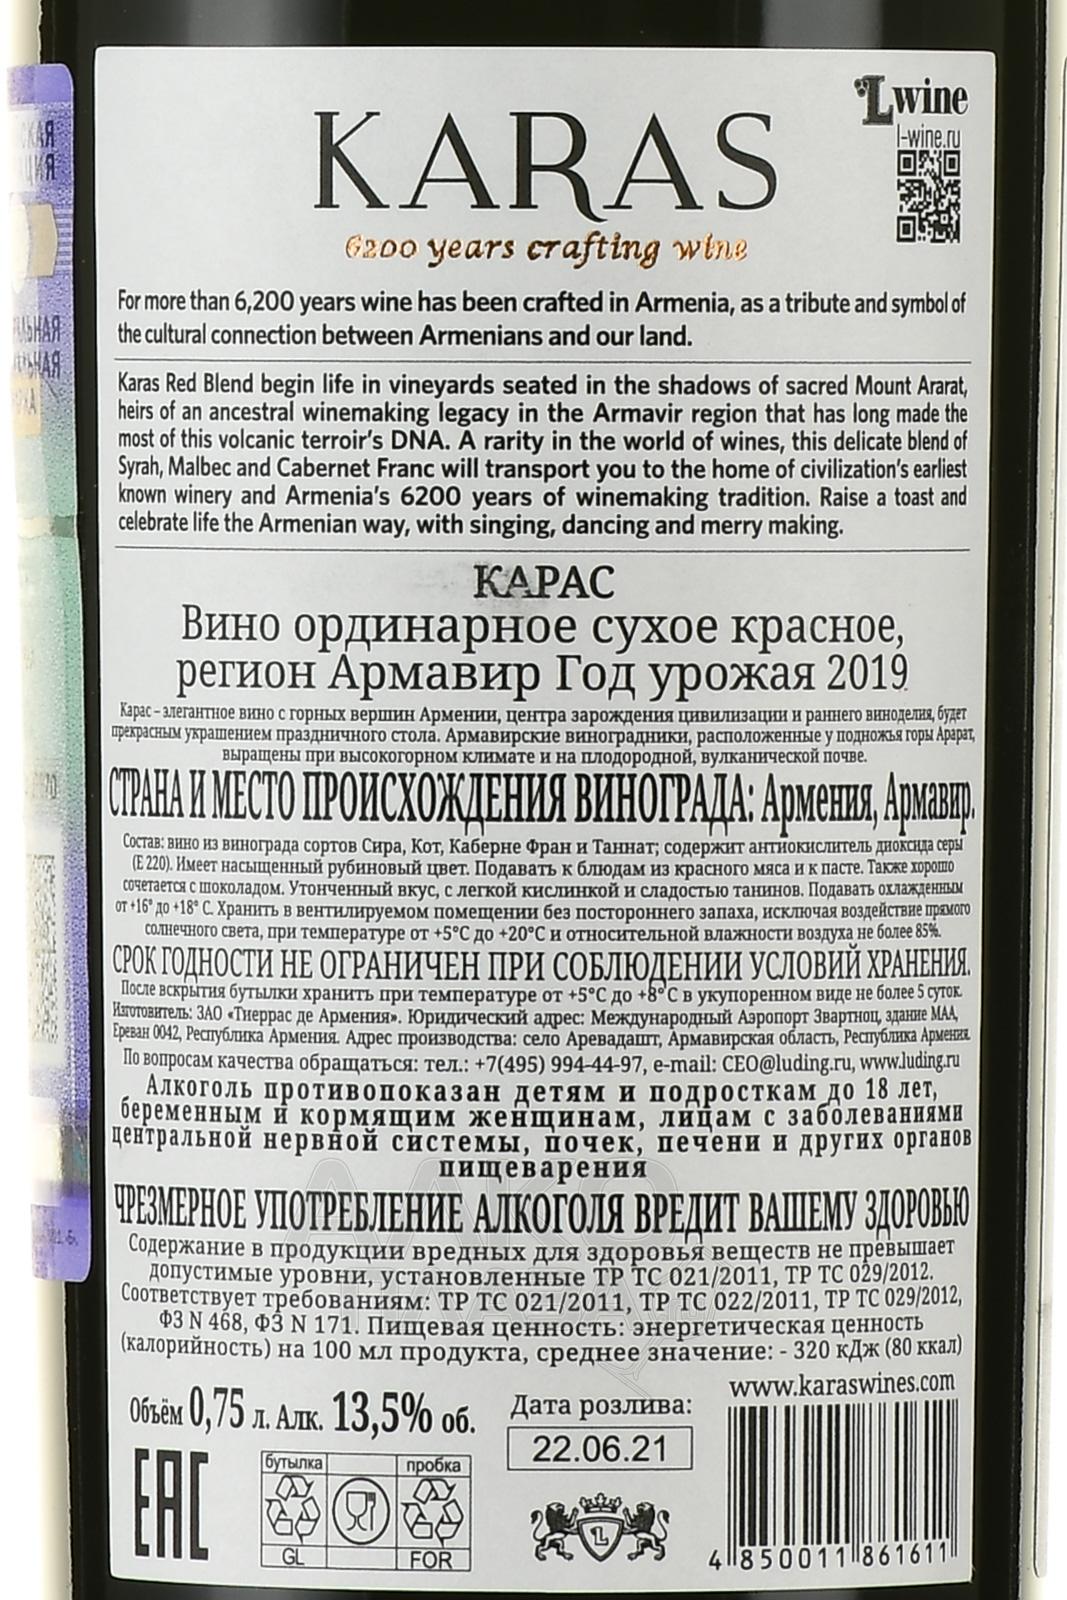 Lwine
l-wine.ru
KARAS
6200 years crafting wine
For more than 6,200 years wine has been crafted in Armenia, as a tribute and symbol of
the cultural connection between Armenians and our land.
Karas Red Blend begin life in vineyards seated in the shadows of sacred Mount Ararat,
heirs of an ancestral winemaking legacy in the Armavir region that has long made the
most of this volcanic terroir's DNA. A rarity in the world of wines, this delicate blend of
Syrah, Malbec and Cabernet Franc will transport you to the home of civilization's earliest
known winery and Armenia's 6200 years of winemaking tradition. Raise a toast and
celebrate life the Armenian way, with singing, dancing and merry making.
КАРАС
Вино ординарное сухое красное,
регион Армавир Год урожая 2019
Карас – элегантное вино с горных вершин Армении, центра зарождения цивилизации и раннего виноделия, будет
прекрасным украшением праздничного стола. Армавирские виноградники, расположенные у подножья горы Арарат,
выращены при высокогорном климате и на плодородной, вулканической почве.
СТРАНА И МЕСТО ПРОИСХОЖДЕНИЯ ВИНОГРАДА: Армения, Армавир.
Состав: вино из винограда сортов Сира, Кот, Каберне Фран и Таннат; содержит антиокислитель диоксида серы
(Е 220). Имеет насыщенный рубиновый цвет. Подавать к блюдам из красного мяса и к пасте. Также хорошо
сочетается с шоколадом. Утонченный вкус, с легкой кислинкой и сладостью танинов. Подавать охлажденным
от +16° до +18° С. Хранить в вентилируемом помещении без постороннего запаха, исключая воздействие прямого
солнечного света, при температуре от +5°С до +20°С и относительной влажности воздуха не более 85%.
СРОК ГОДНОСТИ НЕ ОГРАНИЧЕН ПРИ СОБЛЮДЕНИИ УСЛОВИЙ ХРАНЕНИЯ.
После вскрытия бутылки хранить при температуре от +5°С до +8°С в укупоренном виде не более 5 суток.
Изготовитель: ЗАО «Тиеррас де Армения». Юридический адрес: Международный Аэропорт Звартноц, здание МАА,
Ереван 0042, Республика Армения. Адрес производства: село Аревадашт, Армавирская область, Республика Армения.
По вопросам качества обращаться: тел.: +7(495) 994-44-97, e-mail: CEO@luding.ru, www.luding.ru
Алкоголь противопоказан детям и подросткам до 18 лет,
беременным и кормящим женщинам, лицам с заболеваниями
центральной нервной системы, почек, печени и других органов
пищеварения
ЧРЕЗМЕРНОЕ УПОТРЕБЛЕНИЕ АЛКОГОЛЯ ВРЕДИТ ВАШЕМУ ЗДОРОВЬЮ
Содержание в продукции вредных для здоровья веществ не превышает
допустимые уровни, установленные ТР ТС 021/2011, ТР ТС 029/2012.
Соответствует требованиям: ТР ТС 021/2011, ТР ТС 022/2011, ТР ТС 029/2012,
ФЗ N 468, ФЗ N 171. Пищевая ценность: энергетическая ценность
(калорийность) на 100 мл продукта, среднее значение: - 320 кДж (80 ккал)
www.karaswines.com
Объём 0,75 л. Алк. 13,5% об.
Дата розлива:
22.06.21
EAC
бутылка
пробка
GL
FOR
L
4 850011 861611